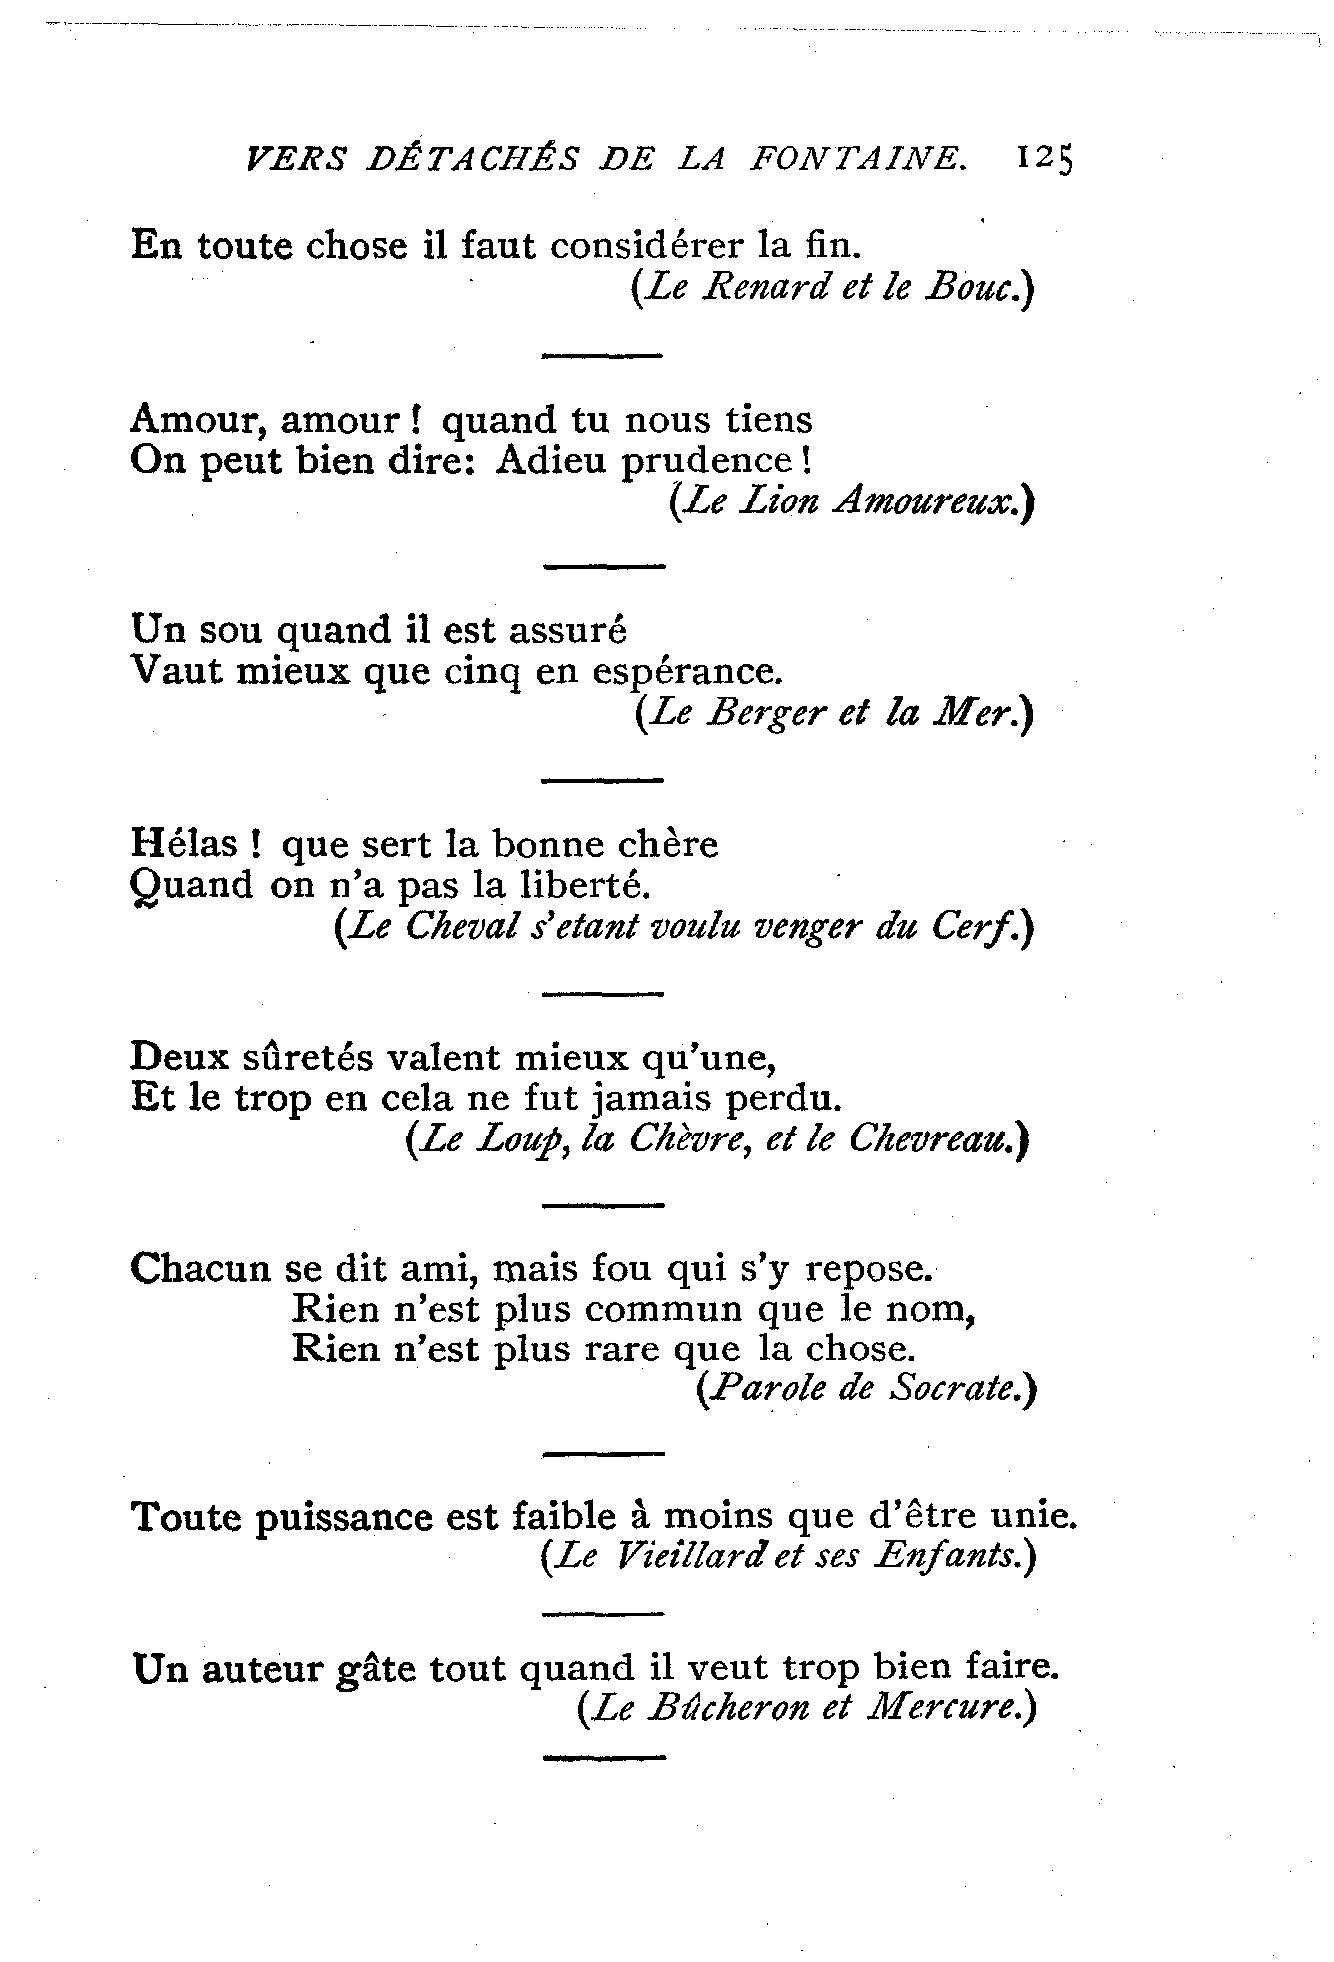 VERS DÉTACHÉS DE LA FONTAINE. 125
En toute chose il faut considérer la fin.
(Le Renard et le Bouc.)
Amour, amour ! quand tu nous tiens
On peut bien dire: Adieu prudence !
(Le Lion Amoureux.)
Un sou quand il est assuré
Vaut mieux que cinq en espérance.
(Le Berger et la Mer.)
Hélas ! que sert la bonne chère
Quand on n'a pas la liberté.
(Le Cheval s'etant voulu venger du Cerf.)
Deux sûretés valent mieux qu'une,
Et le trop en cela ne fut jamais perdu.
(Le Loup, la Chèvre, et le Chevreau.)
Chacun se dit ami, mais fou qui s'y repose.
Rien n'est plus commun que le nom,
Rien n'est plus rare que la chose.
(Parole de Socrate.)
Toute puissance est faible à moins que d'être unie.
(Le Vieillard et ses Enfants.)
Un auteur gâte tout quand il veut trop bien faire.
(Le Bûcheron et Mercure.)